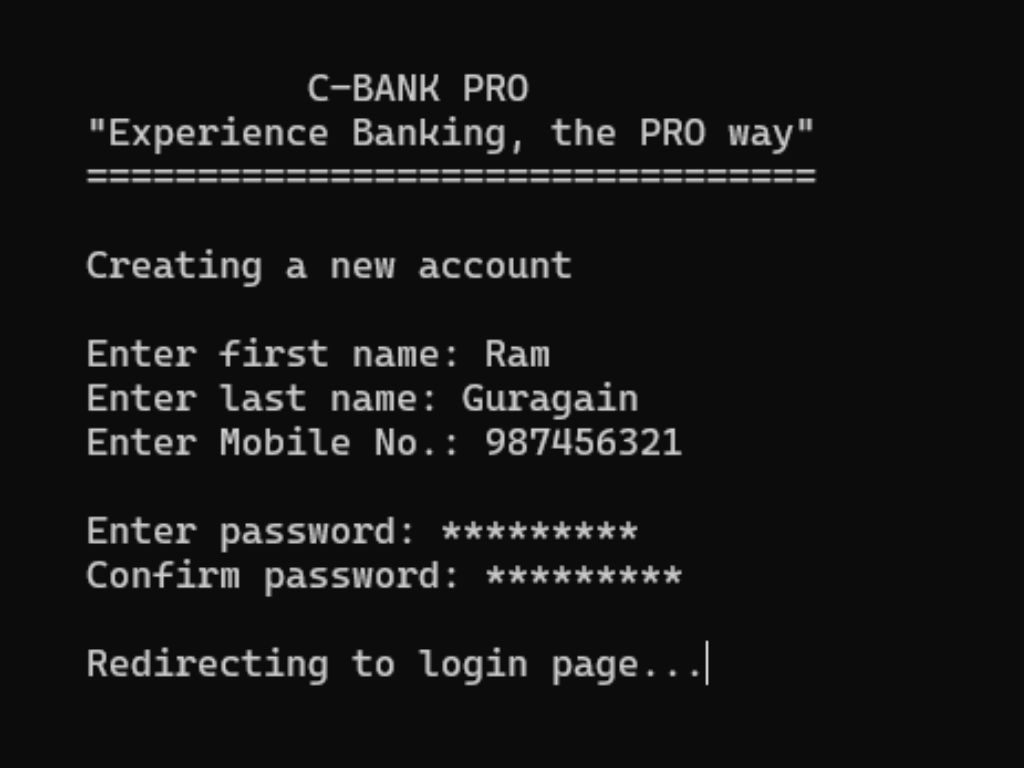 C-BANK PRO
"Experience Banking, the PRO way"
=================================
Creating a new account
Enter first name: Ram
Enter last name: Guragain
Enter Mobile No.: 987456321
Enter password: *********
Confirm password: *********
Redirecting to login page...